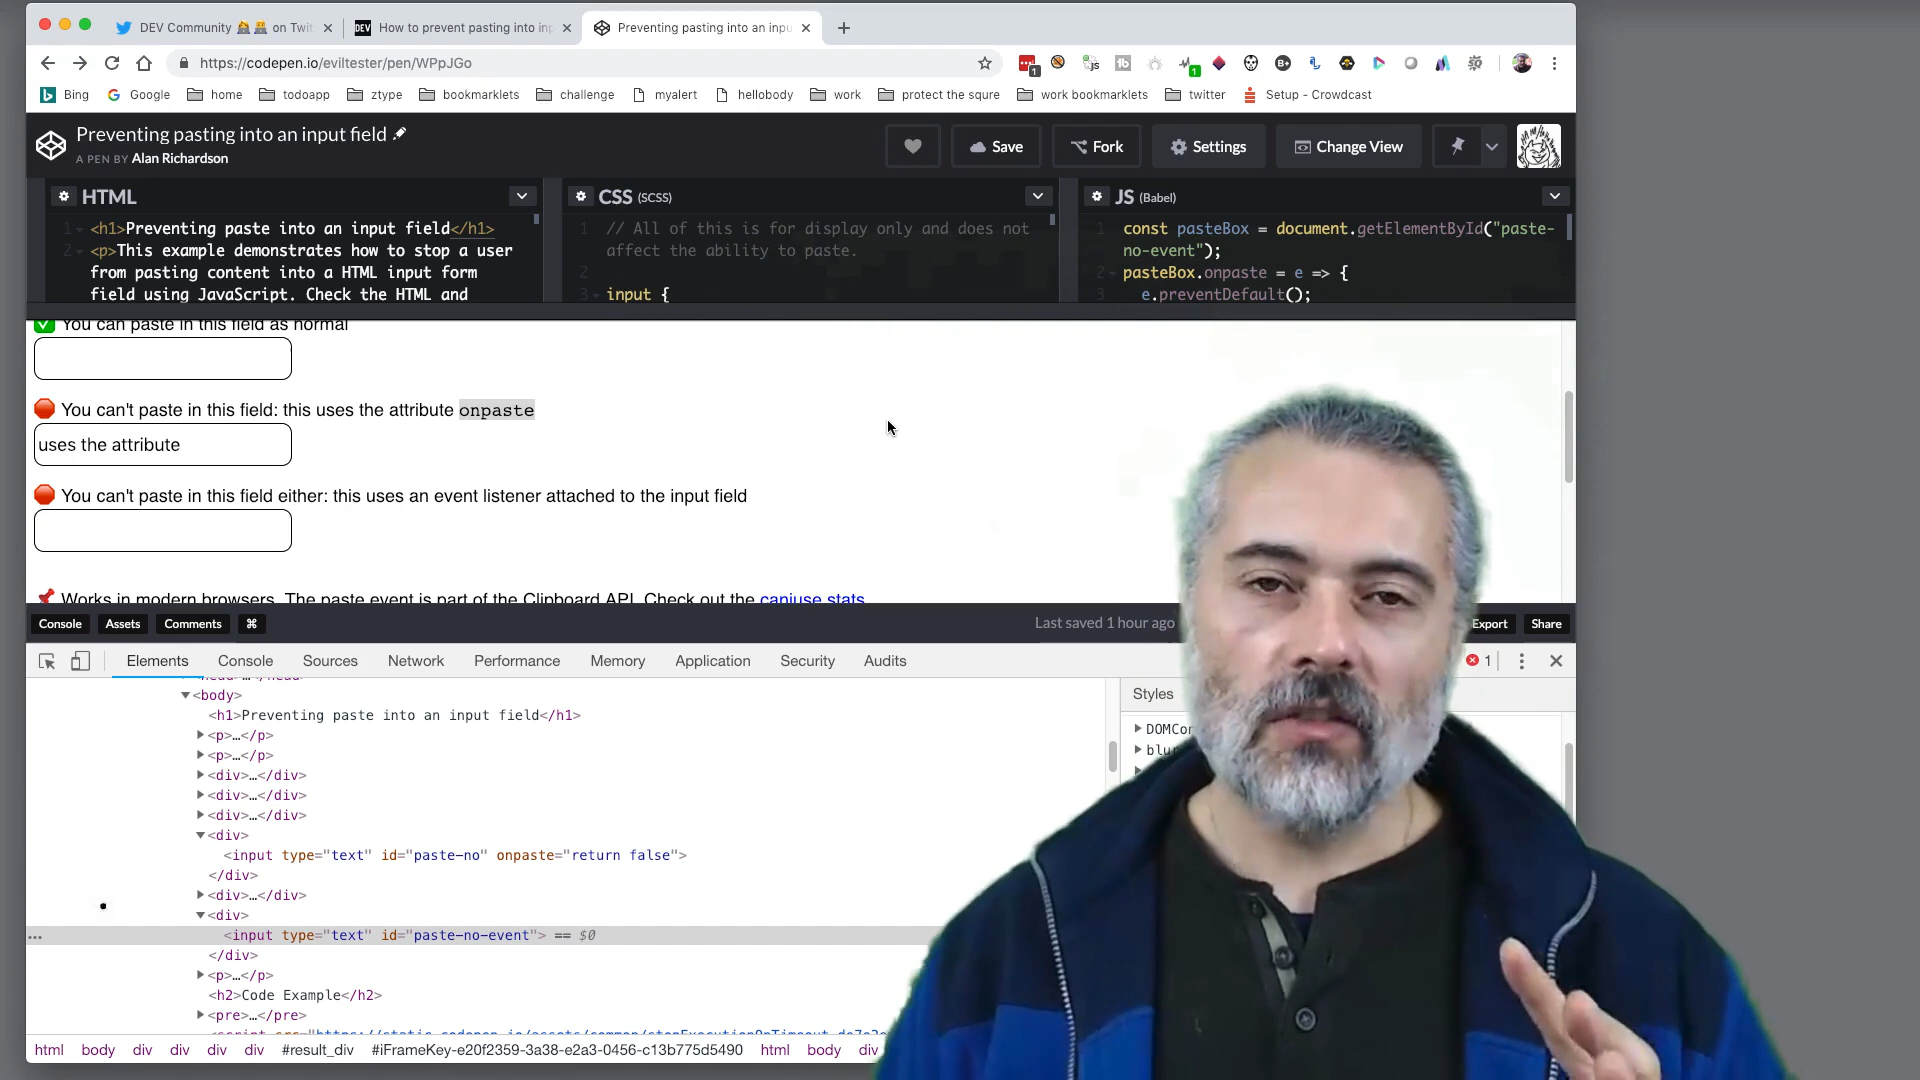 DEV Community 🙆 👩‍💻 on Twit
How to prevent pasting into inp
Preventing pasting into an inpu
https://codepen.io/eviltester/pen/WPpJGo
Bing Google home todoapp ztype bookmarklets challenge myalert hellobody work protect the squre work bookmarklets twitter Setup - Crowdcast
Preventing pasting into an input field
A PEN BY Alan Richardson
Save Fork Settings Change View
HTML
1 <h1>Preventing paste into an input field</h1>
2 <p>This example demonstrates how to stop a user
from pasting content into a HTML input form
field using JavaScript. Check the HTML and
CSS (SCSS)
1 // All of this is for display only and does not
affect the ability to paste.
2
3 input {
JS (Babel)
1 const pasteBox = document.getElementById("paste-
no-event");
2 pasteBox.onpaste = e => {
3 e.preventDefault();
You can paste in this field as normal
You can't paste in this field: this uses the attribute onpaste
uses the attribute
You can't paste in this field either: this uses an event listener attached to the input field
Works in modern browsers. The paste event is part of the Clipboard API. Check out the caniuse stats
Console Assets Comments ⌘ Last saved 1 hour ago Export Share
Elements Console Sources Network Performance Memory Application Security Audits 1
<body>
<h1>Preventing paste into an input field</h1>
<p>…</p>
<p>…</p>
<div>…</div>
<div>…</div>
<div>…</div>
<div>
<input type="text" id="paste-no" onpaste="return false">
</div>
<div>…</div>
<div>
<input type="text" id="paste-no-event"> == $0
</div>
<p>…</p>
<h2>Code Example</h2>
<pre>…</pre>
Styles
DOMCon
blur
html body div div div div #result_div #iFrameKey-e20f2359-3a38-e2a3-0456-c13b775d5490 html body div